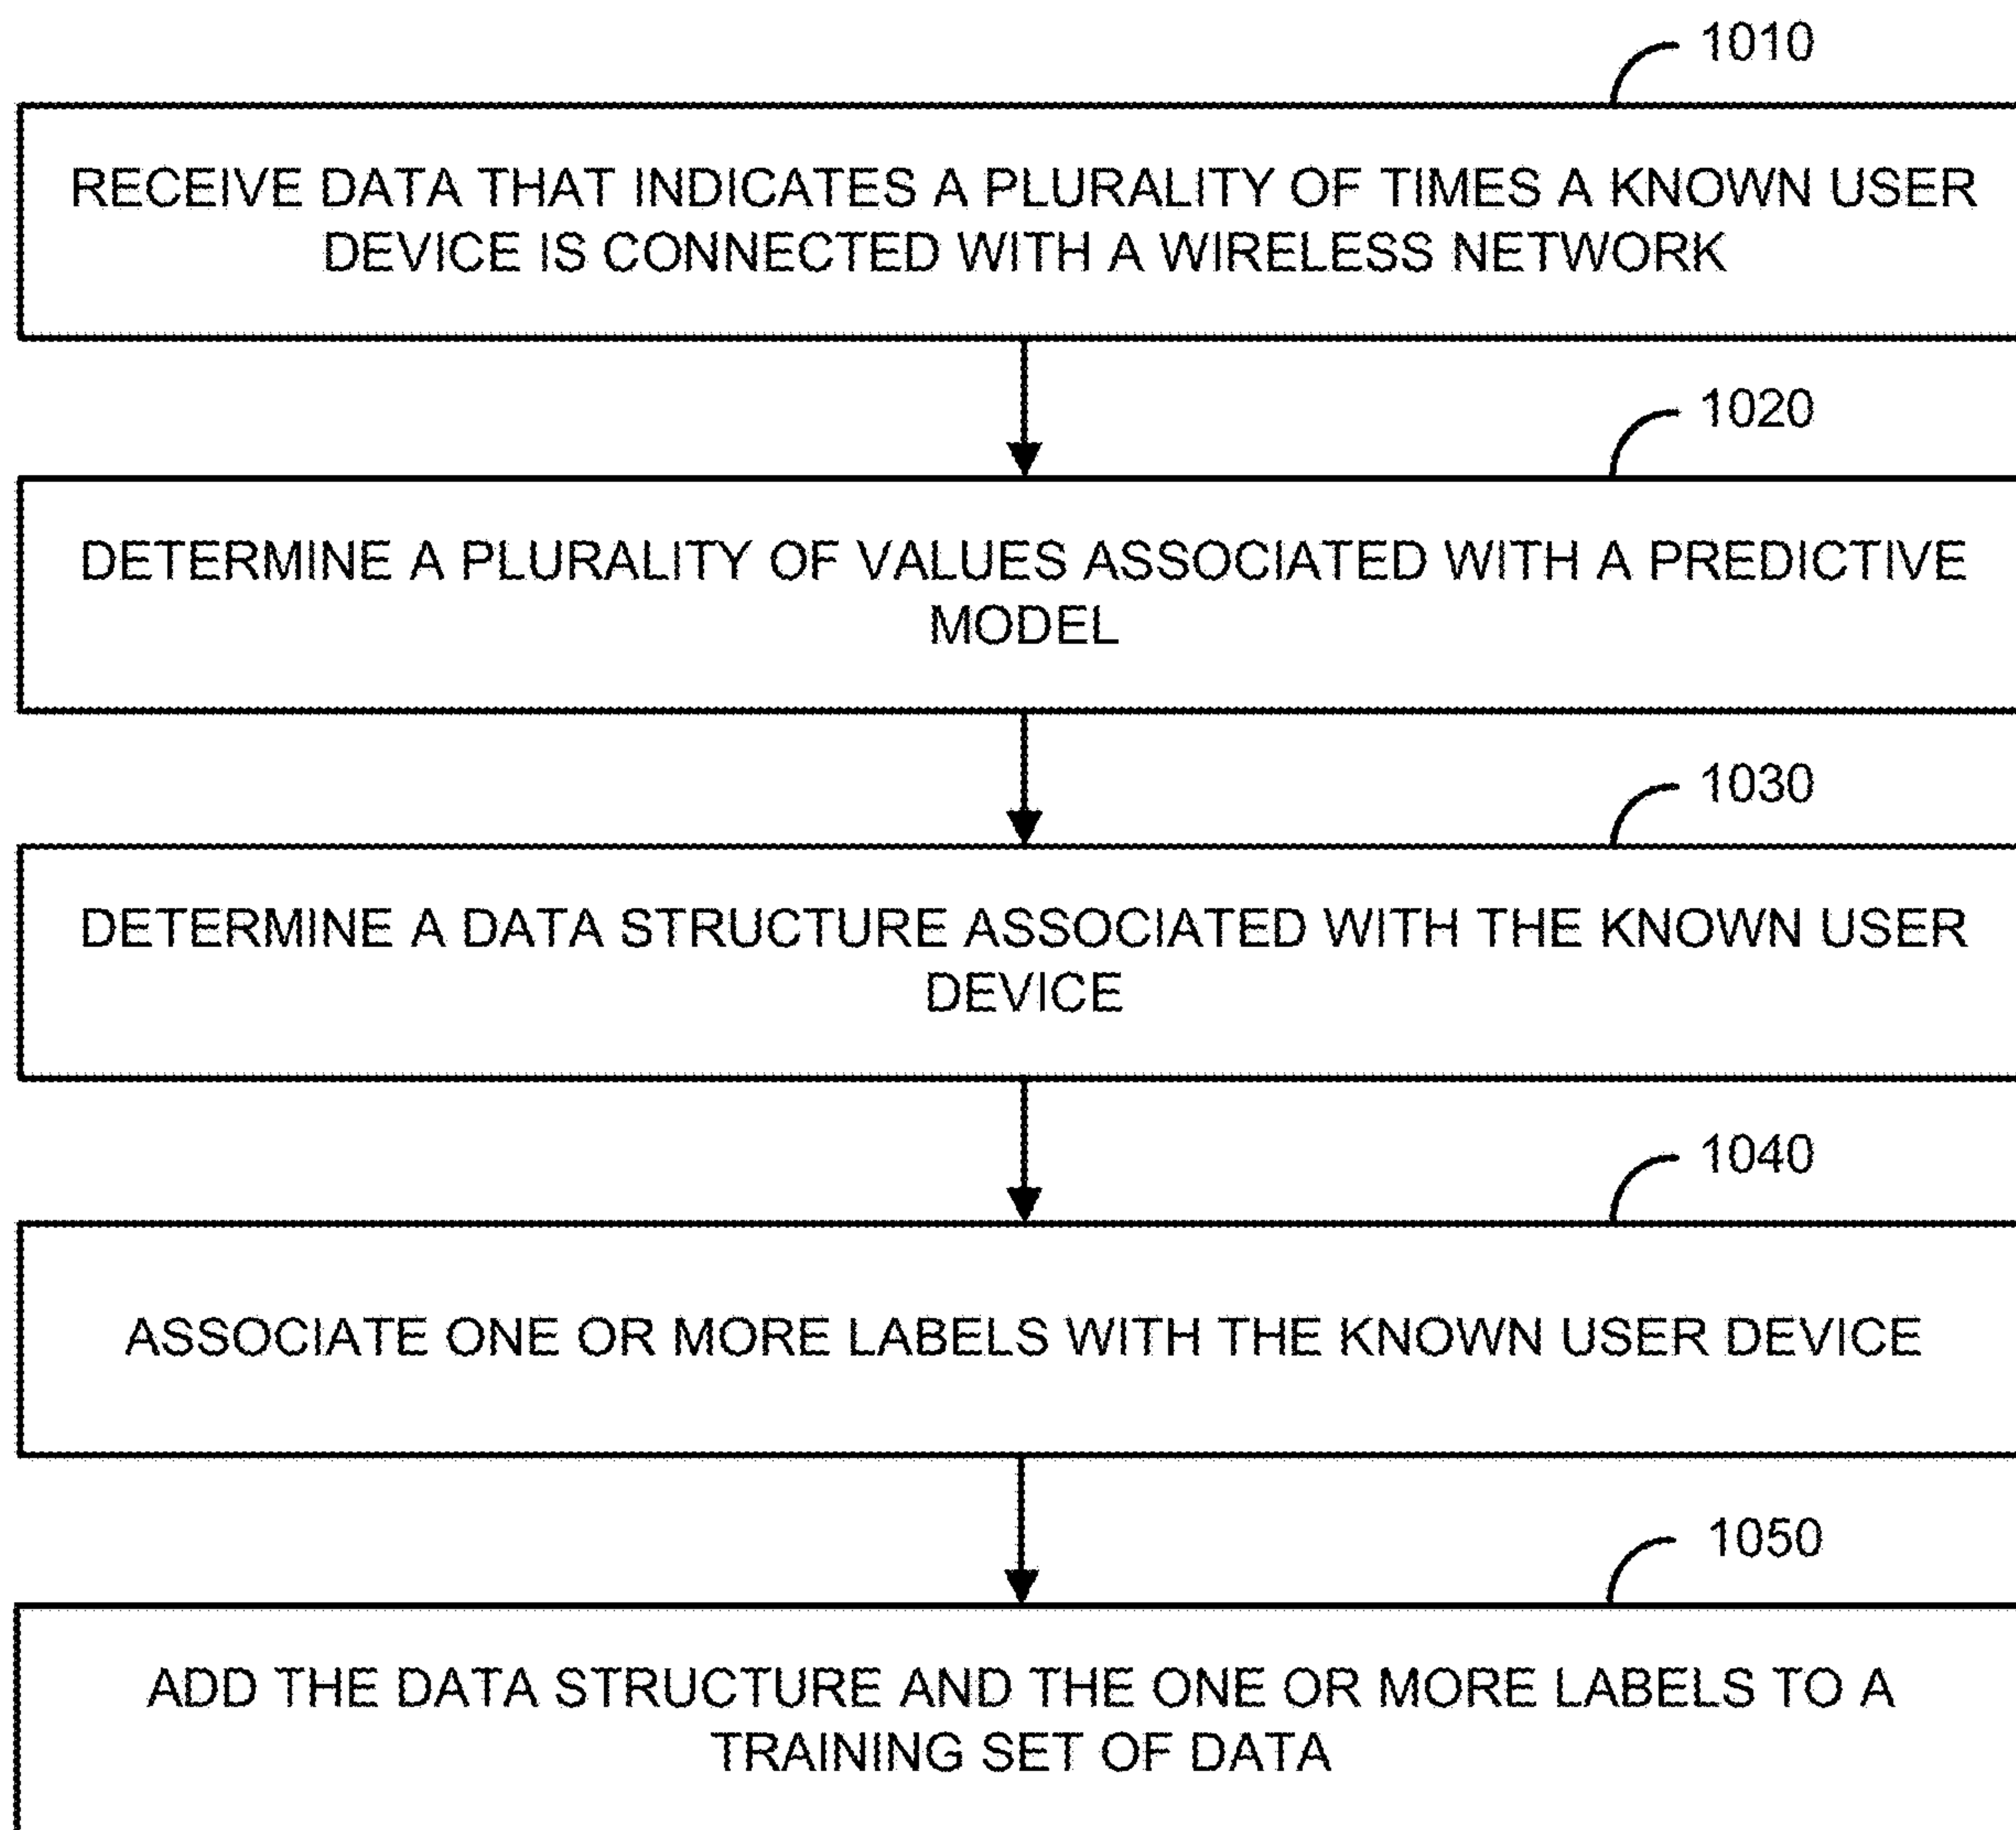 1010
RECEIVE DATA THAT INDICATES A PLURALITY OF TIMES A KNOWN USER
DEVICE IS CONNECTED WITH A WIRELESS NETWORK
1020
DETERMINE A PLURALITY OF VALUES ASSOCIATED WITH A PREDICTIVE
MODEL
1030
DETERMINE A DATA STRUCTURE ASSOCIATED WITH THE KNOWN USER
DEVICE
1040
ASSOCIATE ONE OR MORE LABELS WITH THE KNOWN USER DEVICE
1050
ADD THE DATA STRUCTURE AND THE ONE OR MORE LABELS TO A
TRAINING SET OF DATA